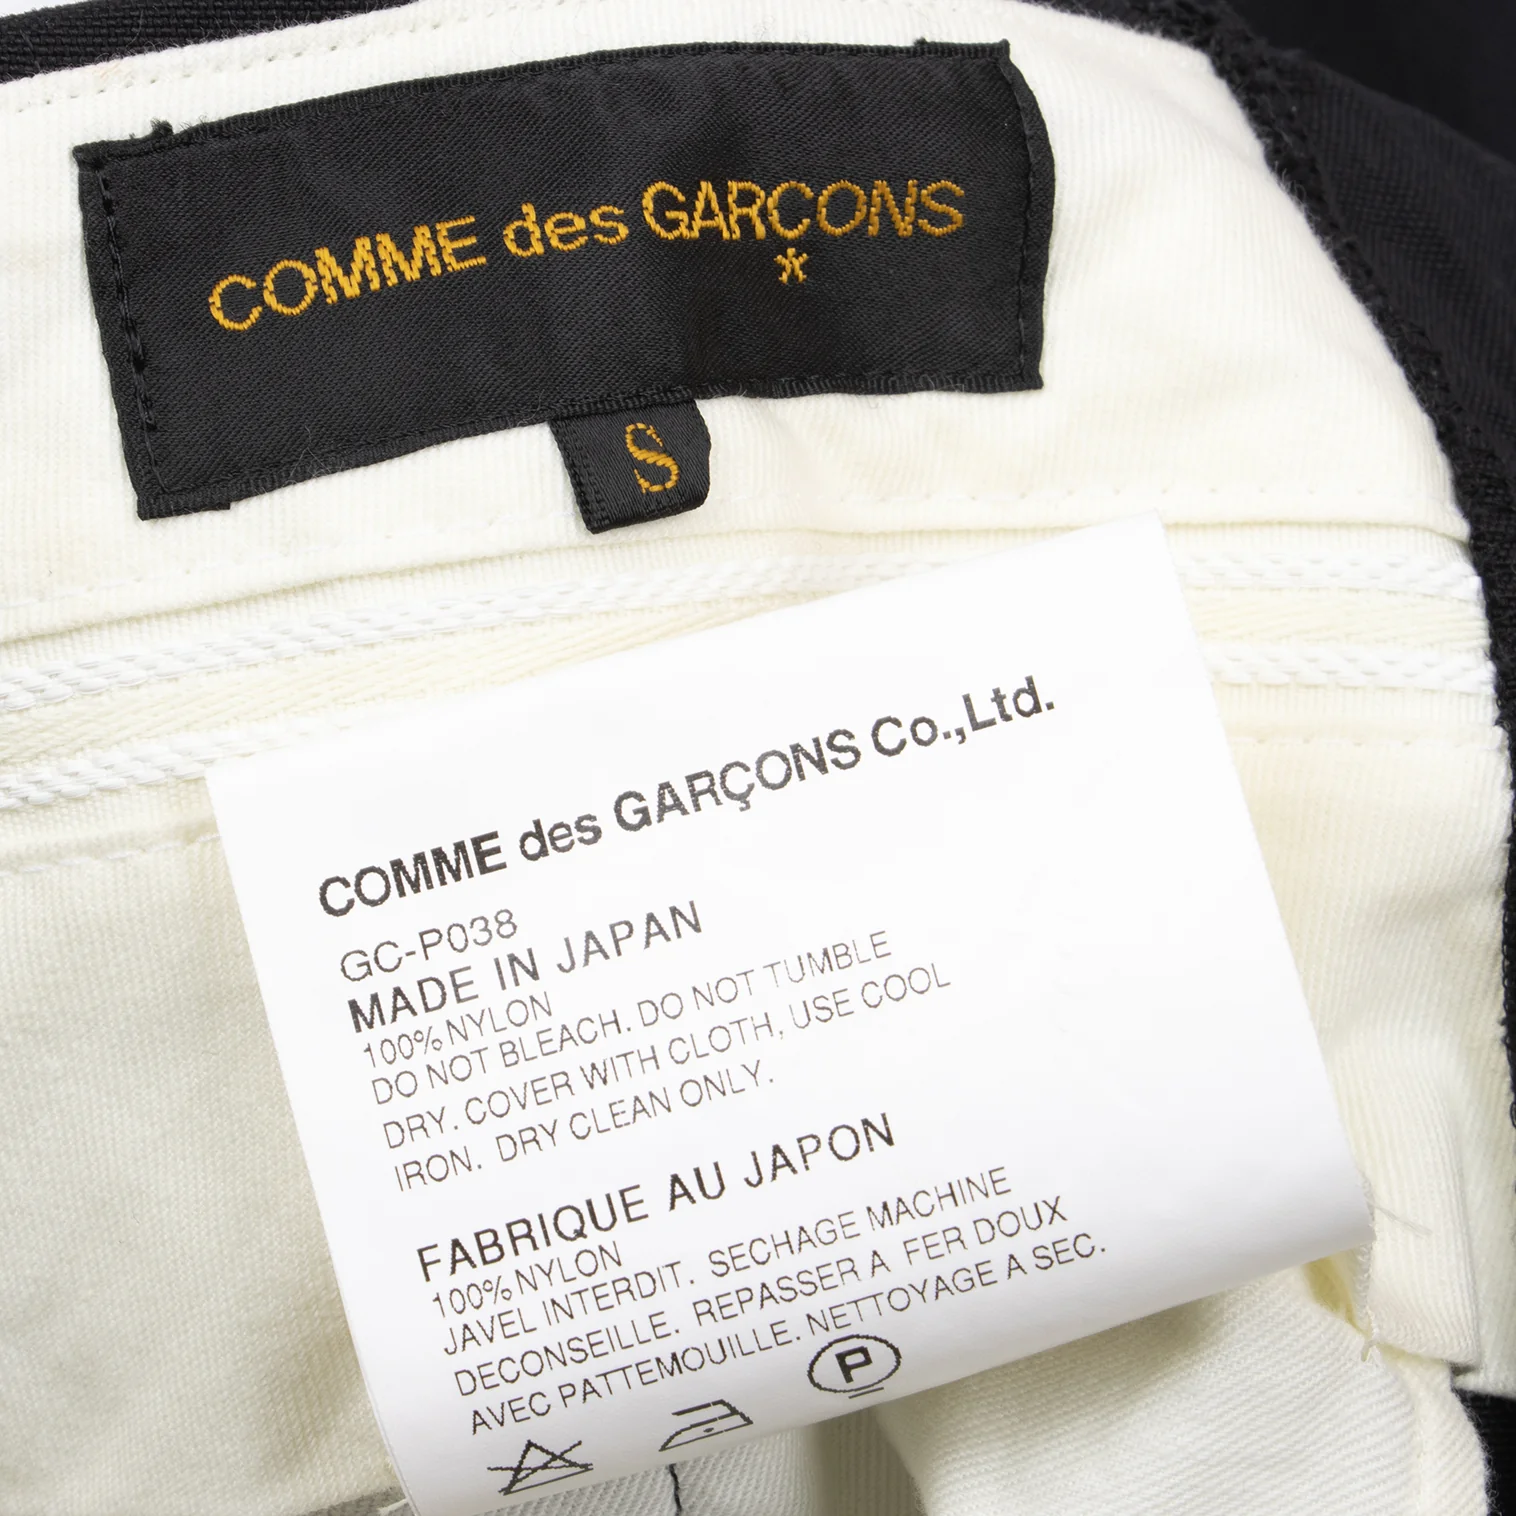 COMME des GARÇONS
S
COMME des GARÇONS Co.,Ltd.
GC-P038
MADE IN JAPAN
100% NYLON
DO NOT BLEACH. DO NOT TUMBLE
DRY. COVER WITH CLOTH, USE COOL
IRON. DRY CLEAN ONLY.
FABRIQUE AU JAPON
100% NYLON
JAVEL INTERDIT. SECHAGE MACHINE
DECONSEILLE. REPASSER A FER DOUX
AVEC PATTEMOUILLE. NETTOYAGE A SEC.
P